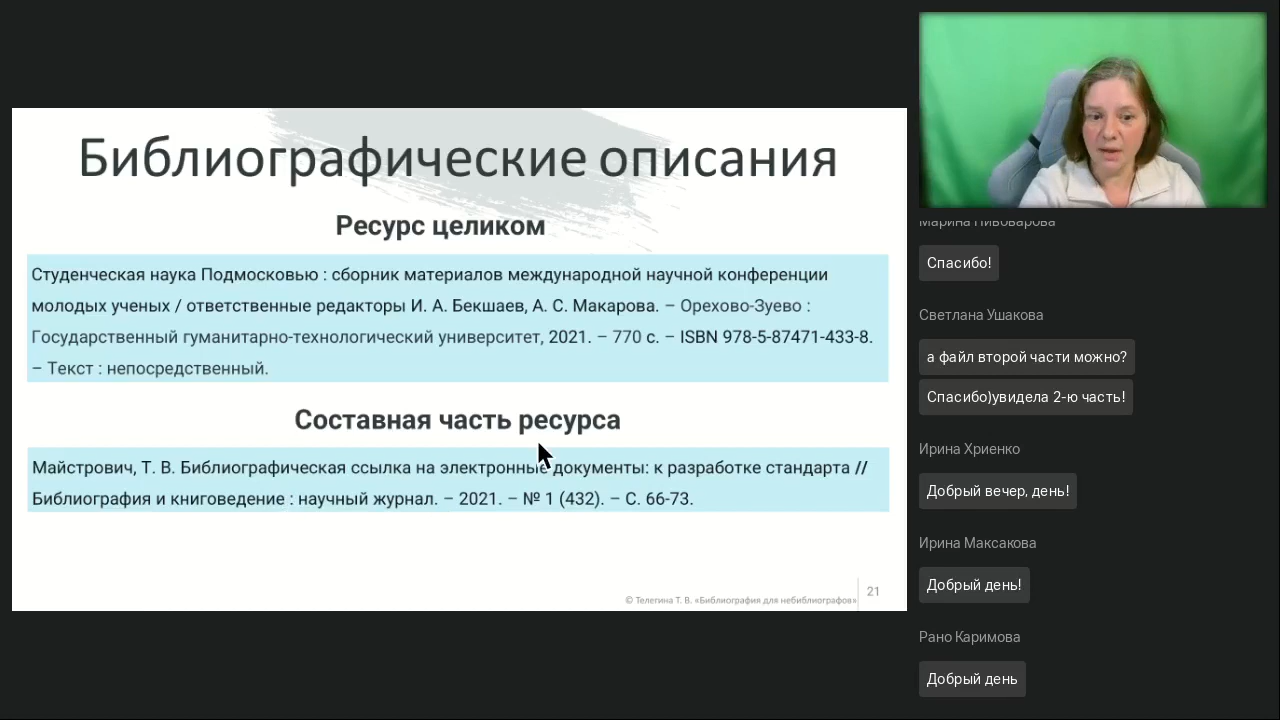 Библиографические описания
Ресурс целиком
Студенческая наука Подмосковью : сборник материалов международной научной конференции
молодых ученых / ответственные редакторы И. А. Бекшаев, А. С. Макарова. – Орехово-Зуево :
Государственный гуманитарно-технологический университет, 2021. – 770 с. – ISBN 978-5-87471-433-8.
– Текст : непосредственный.
Составная часть ресурса
Майстрович, Т. В. Библиографическая ссылка на электронные документы: к разработке стандарта //
Библиография и книговедение : научный журнал. – 2021. – № 1 (432). – С. 66-73.
© Телегина Т. В. «Библиография для небиблиографов»
21
Марина Пивоварова
Спасибо!
Светлана Ушакова
а файл второй части можно?
Спасибо)увидела 2-ю часть!
Ирина Хриенко
Добрый вечер, день!
Ирина Максакова
Добрый день!
Рано Каримова
Добрый день